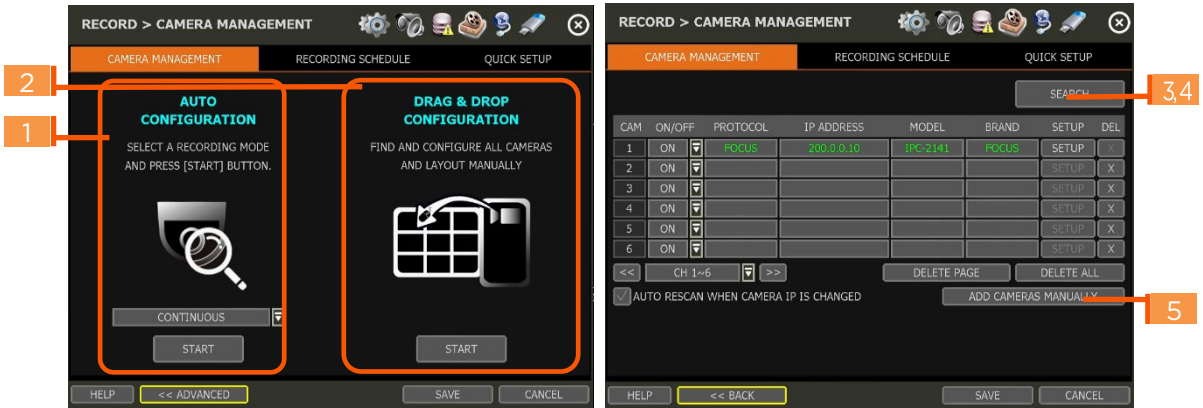 RECORD > CAMERA MANAGEMENT
CAMERA MANAGEMENT RECORDING SCHEDULE QUICK SETUP
2
1
AUTO
CONFIGURATION
SELECT A RECORDING MODE
AND PRESS [START] BUTTON.
CONTINUOUS
START
DRAG & DROP
CONFIGURATION
FIND AND CONFIGURE ALL CAMERAS
AND LAYOUT MANUALLY
START
HELP << ADVANCED SAVE CANCEL
RECORD > CAMERA MANAGEMENT
CAMERA MANAGEMENT RECORDING SCHEDULE QUICK SETUP
SEARCH 3,4
CAM ON/OFF PROTOCOL IP ADDRESS MODEL BRAND SETUP DEL
1 ON FOCUS 200.0.0.10 IPC-2141 FOCUS SETUP X
2 ON SETUP X
3 ON SETUP X
4 ON SETUP X
5 ON SETUP X
6 ON SETUP X
<< CH 1~6 >> DELETE PAGE DELETE ALL
AUTO RESCAN WHEN CAMERA IP IS CHANGED ADD CAMERAS MANUALLY 5
HELP << BACK SAVE CANCEL